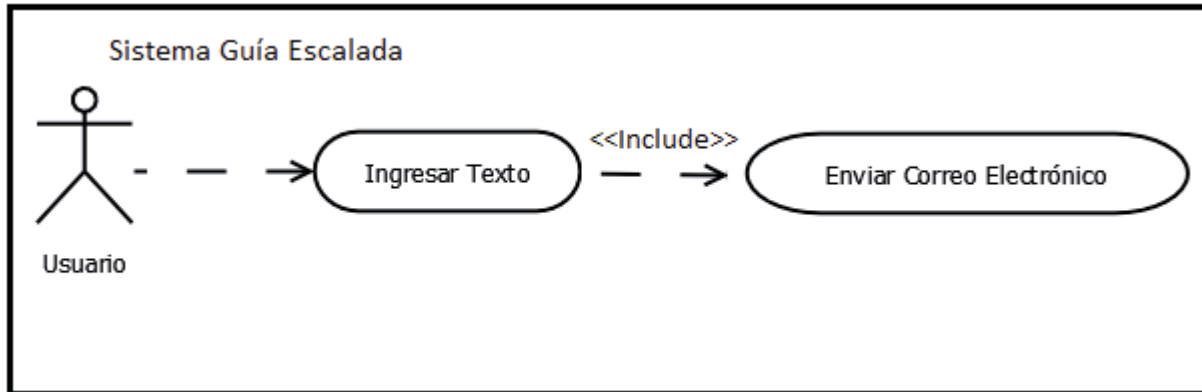 Sistema Guía Escalada
<<Include>>
Ingresar Texto
Enviar Correo Electrónico
Usuario